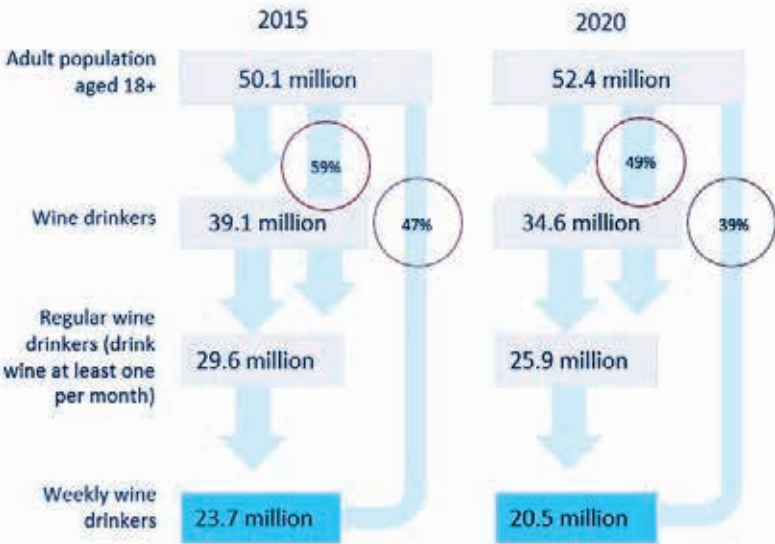 2015
2020
Adult population
aged 18+
50.1 million
52.4 million
59%
49%
Wine drinkers
39.1 million
47%
34.6 million
39%
Regular wine
drinkers (drink
wine at least one
per month)
29.6 million
25.9 million
Weekly wine
drinkers
23.7 million
20.5 million